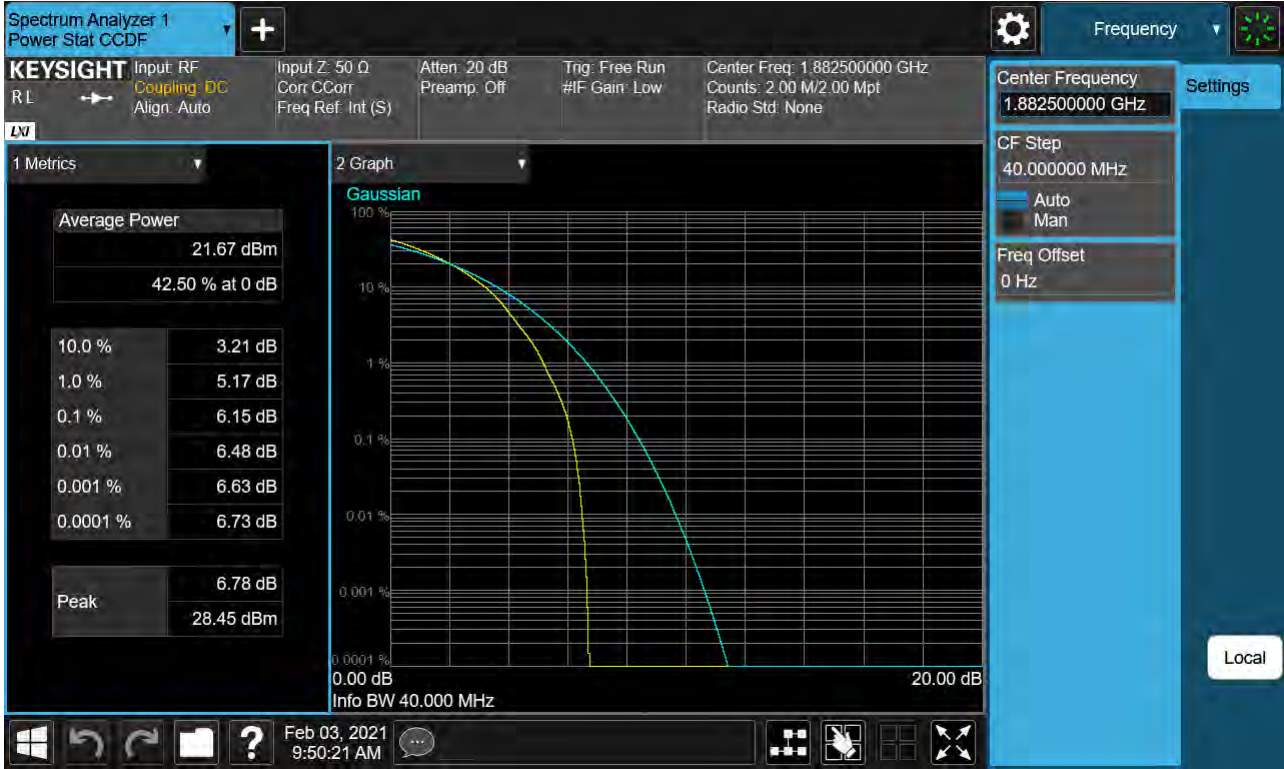 Spectrum Analyzer 1
Power Stat CCDF
Frequency
KEYSIGHT
Input: RF
Coupling: DC
Align: Auto
Input Z: 50 Ω
Corr CCorr
Freq Ref: Int (S)
Atten: 20 dB
Preamp: Off
Trig: Free Run
#IF Gain: Low
Center Freq: 1.882500000 GHz
Counts: 2.00 M/2.00 Mpt
Radio Std: None
R L
LXI
Center Frequency
1.882500000 GHz
Settings
CF Step
40.000000 MHz
Auto
Man
Freq Offset
0 Hz
1 Metrics
Average Power
21.67 dBm
42.50 % at 0 dB
10.0 % 3.21 dB
1.0 % 5.17 dB
0.1 % 6.15 dB
0.01 % 6.48 dB
0.001 % 6.63 dB
0.0001 % 6.73 dB
Peak
6.78 dB
28.45 dBm
2 Graph
Gaussian
100 %
10 %
1 %
0.1 %
0.01 %
0.001 %
0.0001 %
0.00 dB 20.00 dB
Info BW 40.000 MHz
Local
?
Feb 03, 2021
9:50:21 AM